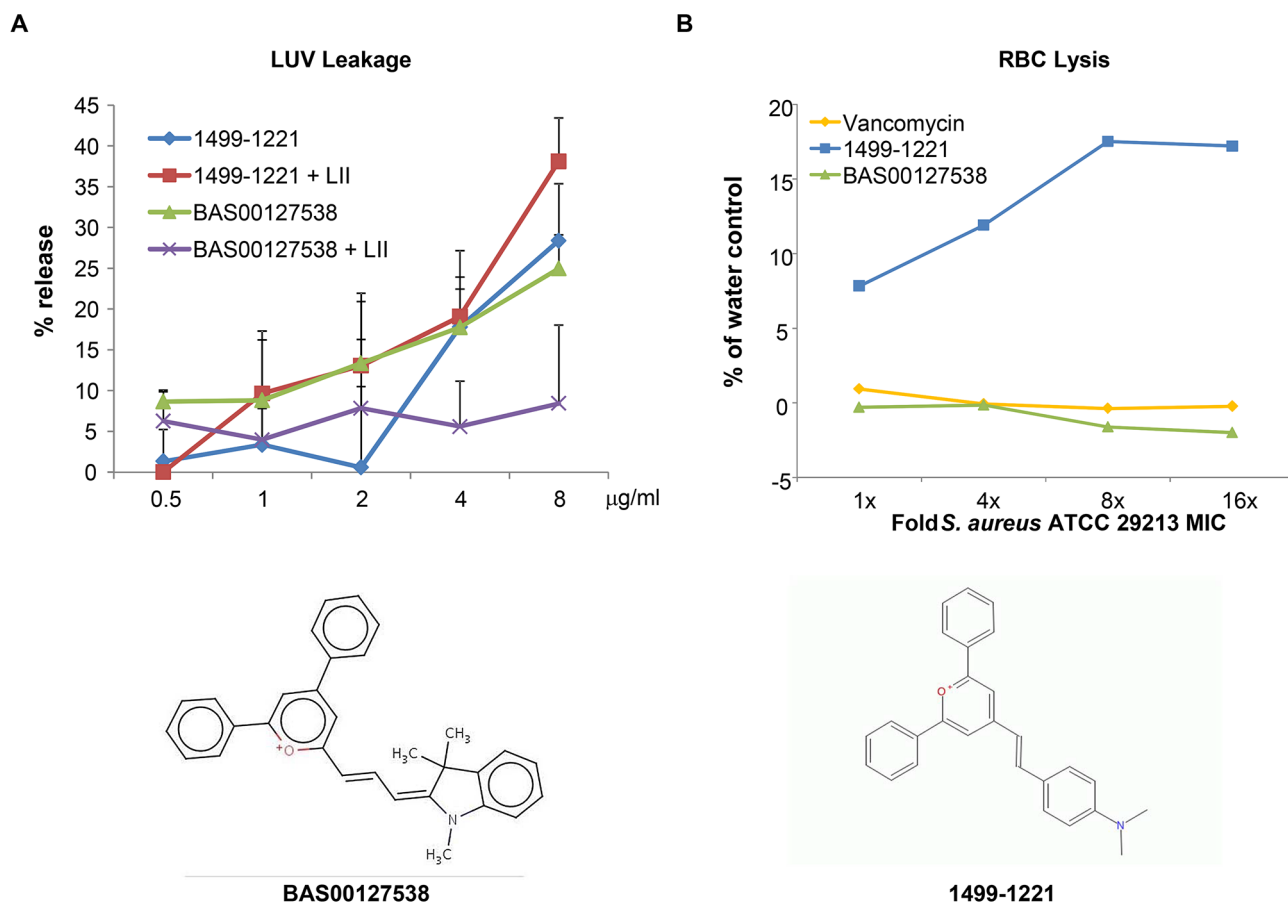 A
B
LUV Leakage
RBC Lysis
45
40
35
30
25
20
15
10
5
0
% release
1499-1221
1499-1221 + LII
BAS00127538
BAS00127538 + LII
0.5 1 2 4 8 μg/ml
20
15
10
5
0
-5
% of water control
Vancomycin
1499-1221
BAS00127538
1x 4x 8x 16x
Fold S. aureus ATCC 29213 MIC
+O
H₃C
CH₃
N
H₃C
CH₃
BAS00127538
O+
N
1499-1221